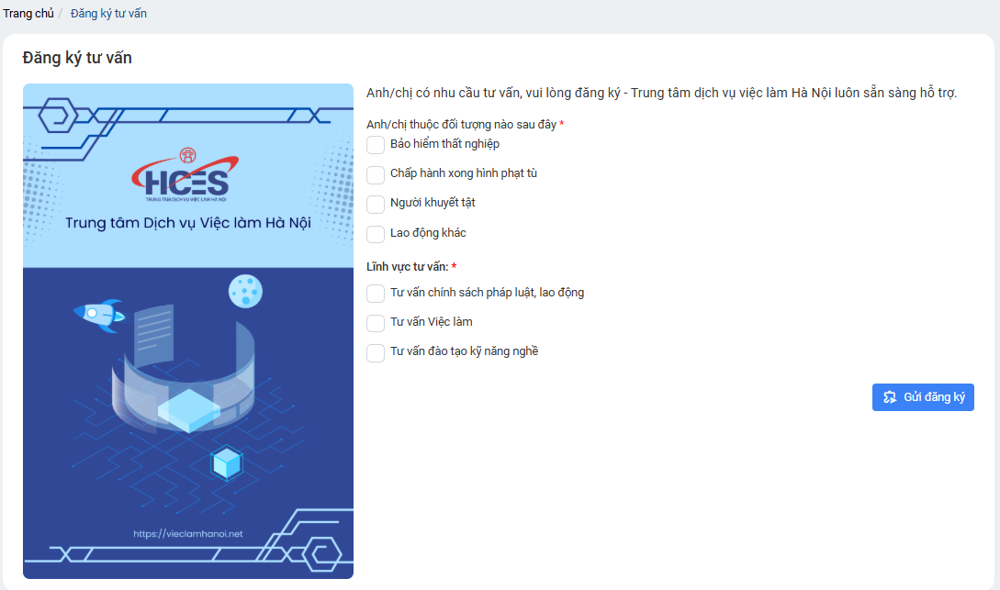 Trang chủ / Đăng ký tư vấn
Đăng ký tư vấn
HCES
TRUNG TÂM DỊCH VỤ VIỆC LÀM HÀ NỘI
Trung tâm Dịch vụ Việc làm Hà Nội
https://vieclamhanoi.net
Anh/chị có nhu cầu tư vấn, vui lòng đăng ký - Trung tâm dịch vụ việc làm Hà Nội luôn sẵn sàng hỗ trợ.
Anh/chị thuộc đối tượng nào sau đây *
Bảo hiểm thất nghiệp
Chấp hành xong hình phạt tù
Người khuyết tật
Lao động khác
Lĩnh vực tư vấn: *
Tư vấn chính sách pháp luật, lao động
Tư vấn Việc làm
Tư vấn đào tạo kỹ năng nghề
Gửi đăng ký